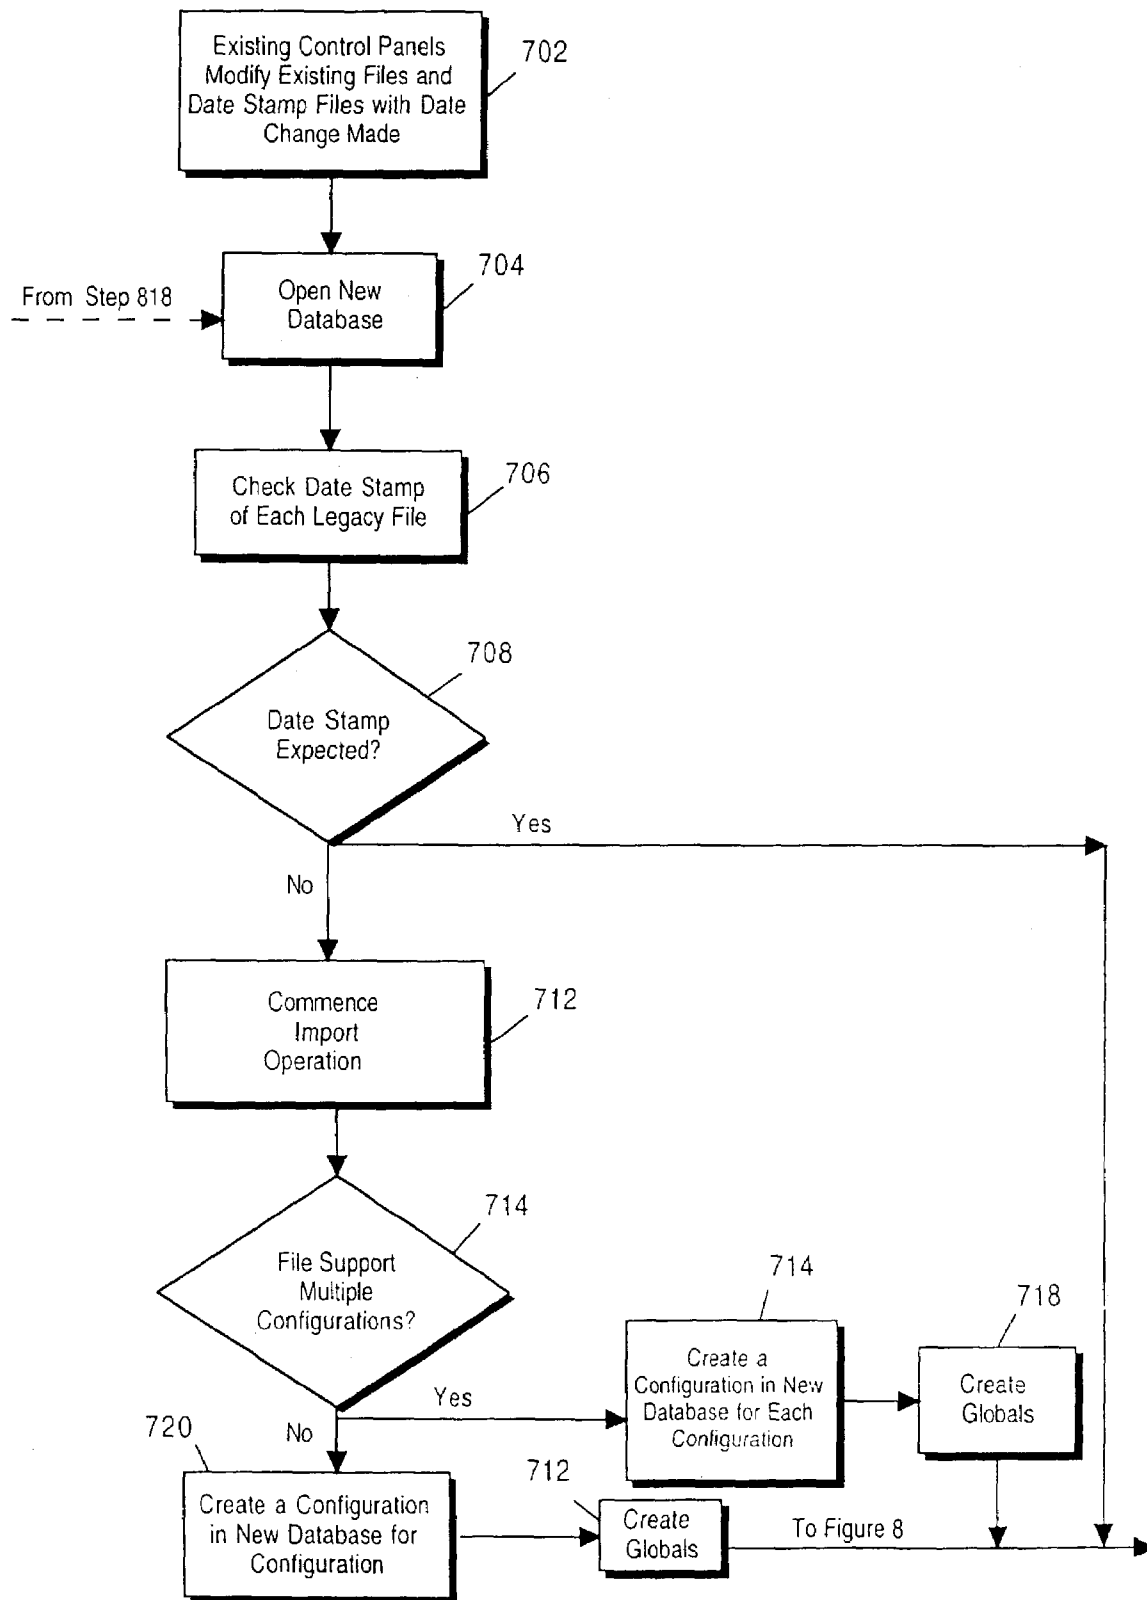 Existing Control Panels
Modify Existing Files and
Date Stamp Files with Date
Change Made
702
Open New
Database
704
From Step 818
Check Date Stamp
of Each Legacy File
706
Date Stamp
Expected?
708
Yes
No
Commence
Import
Operation
712
File Support
Multiple
Configurations?
714
Yes
No
Create a
Configuration in New
Database for Each
Configuration
714
Create
Globals
718
720
Create a Configuration
in New Database for
Configuration
712
Create
Globals
To Figure 8